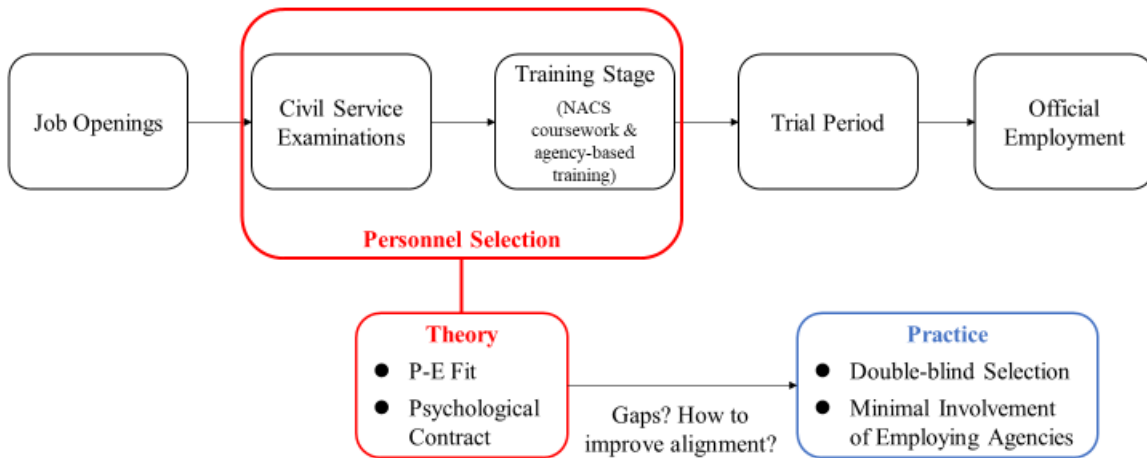 Job Openings
Civil Service
Examinations
Training Stage
(NACS
coursework &
agency-based
training)
Trial Period
Official
Employment
Personnel Selection
Theory
● P-E Fit
● Psychological
Contract
Gaps? How to
improve alignment?
Practice
● Double-blind Selection
● Minimal Involvement
of Employing Agencies